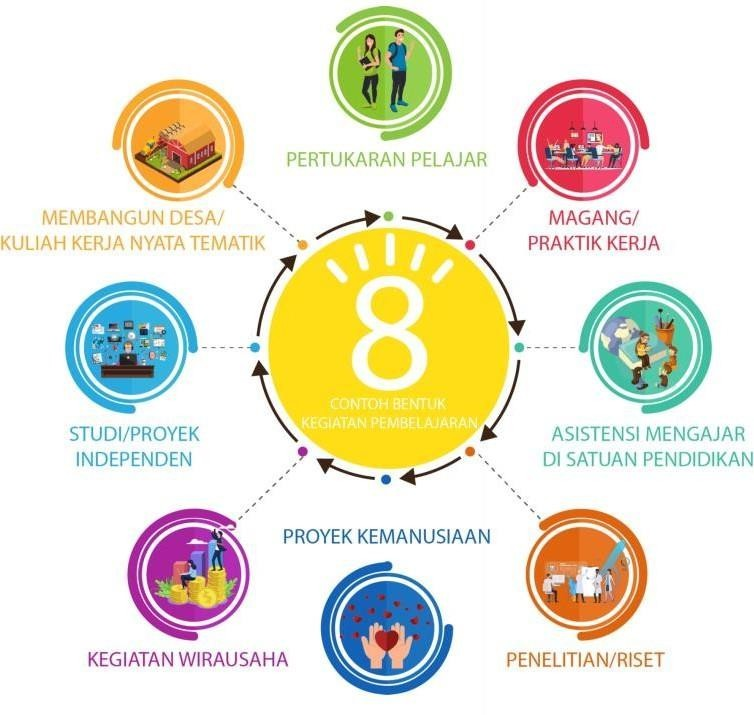 PERTUKARAN PELAJAR
MAGANG/
PRAKTIK KERJA
ASISTENSI MENGAJAR
DI SATUAN PENDIDIKAN
PENELITIAN/RISET
PROYEK KEMANUSIAAN
KEGIATAN WIRAUSAHA
STUDI/PROYEK
INDEPENDEN
MEMBANGUN DESA/
KULIAH KERJA NYATA TEMATIK
8
CONTOH BENTUK
KEGIATAN PEMBELAJARAN